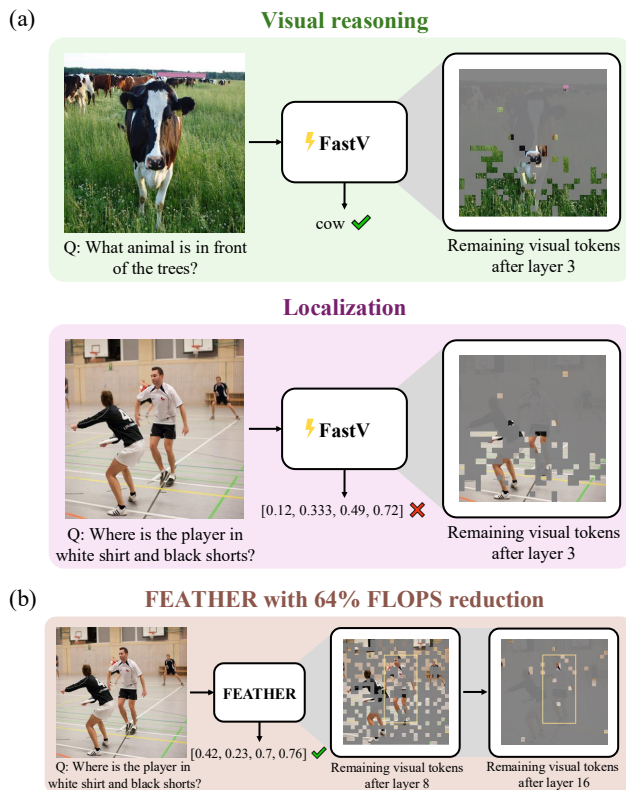 (a)
Visual reasoning
FastV
cow
Q: What animal is in front
of the trees?
Remaining visual tokens
after layer 3
Localization
4
FastV
[0.12, 0.333, 0.49, 0.72]
Q: Where is the player in
white shirt and black shorts?
Remaining visual tokens
after layer 3
(b)
FEATHER with 64% FLOPS reduction
FEATHER
[0.42, 0.23, 0.7, 0.76]
Q: Where is the player in
white shirt and black shorts?
Remaining visual tokens
after layer 8
Remaining visual tokens
after layer 16